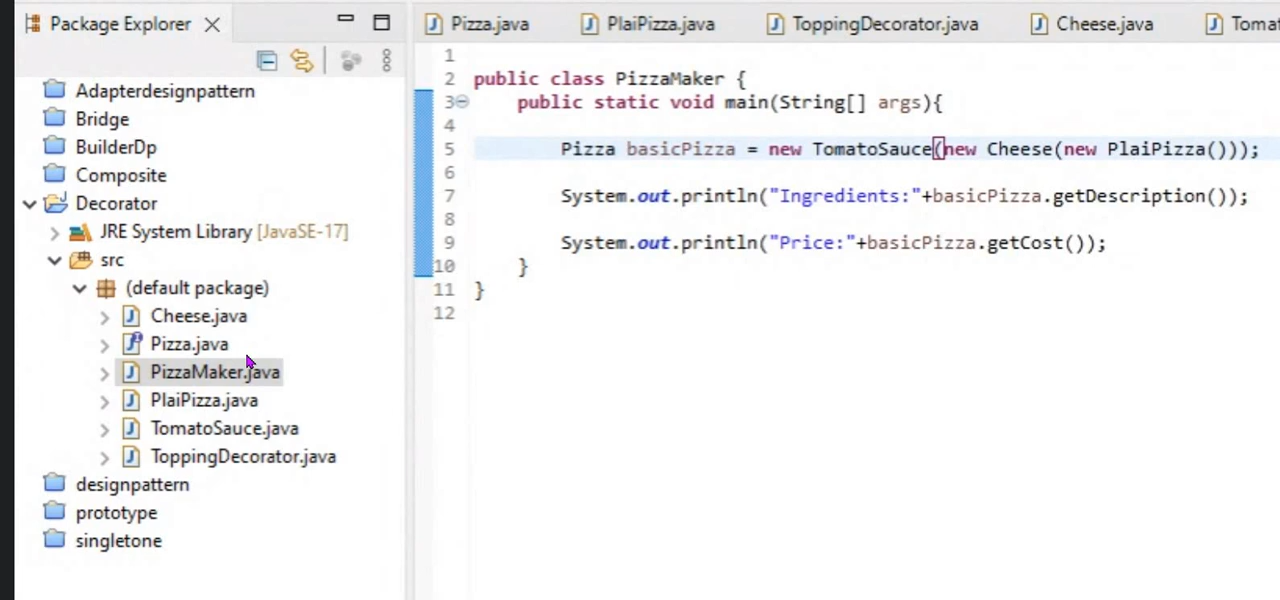 Package Explorer
Adapterdesignpattern
Bridge
BuilderDp
Composite
Decorator
JRE System Library [JavaSE-17]
src
(default package)
Cheese.java
Pizza.java
PizzaMaker.java
PlaiPizza.java
TomatoSauce.java
ToppingDecorator.java
designpattern
prototype
singletone
Pizza.java PlaiPizza.java ToppingDecorator.java Cheese.java Tomat
1
2 public class PizzaMaker {
3 public static void main(String[] args){
4
5 Pizza basicPizza = new TomatoSauce(new Cheese(new PlaiPizza()));
6
7 System.out.println("Ingredients:"+basicPizza.getDescription());
8
9 System.out.println("Price:"+basicPizza.getCost());
10 }
11 }
12